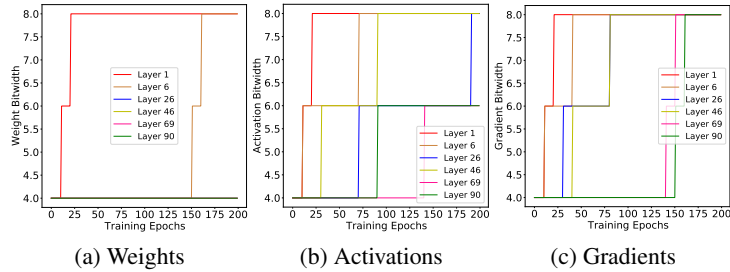 8.0
7.5
7.0
6.5
6.0
5.5
5.0
4.5
4.0
Weight Bitwidth
Layer 1
Layer 6
Layer 26
Layer 46
Layer 69
Layer 90
0 25 50 75 100 125 150 175 200
Training Epochs
(a) Weights
8.0
7.5
7.0
6.5
6.0
5.5
5.0
4.5
4.0
Activation Bitwidth
Layer 1
Layer 6
Layer 26
Layer 46
Layer 69
Layer 90
0 25 50 75 100 125 150 175 200
Training Epochs
(b) Activations
8.0
7.5
7.0
6.5
6.0
5.5
5.0
4.5
4.0
Gradient Bitwidth
Layer 1
Layer 6
Layer 26
Layer 46
Layer 69
Layer 90
0 25 50 75 100 125 150 175 200
Training Epochs
(c) Gradients